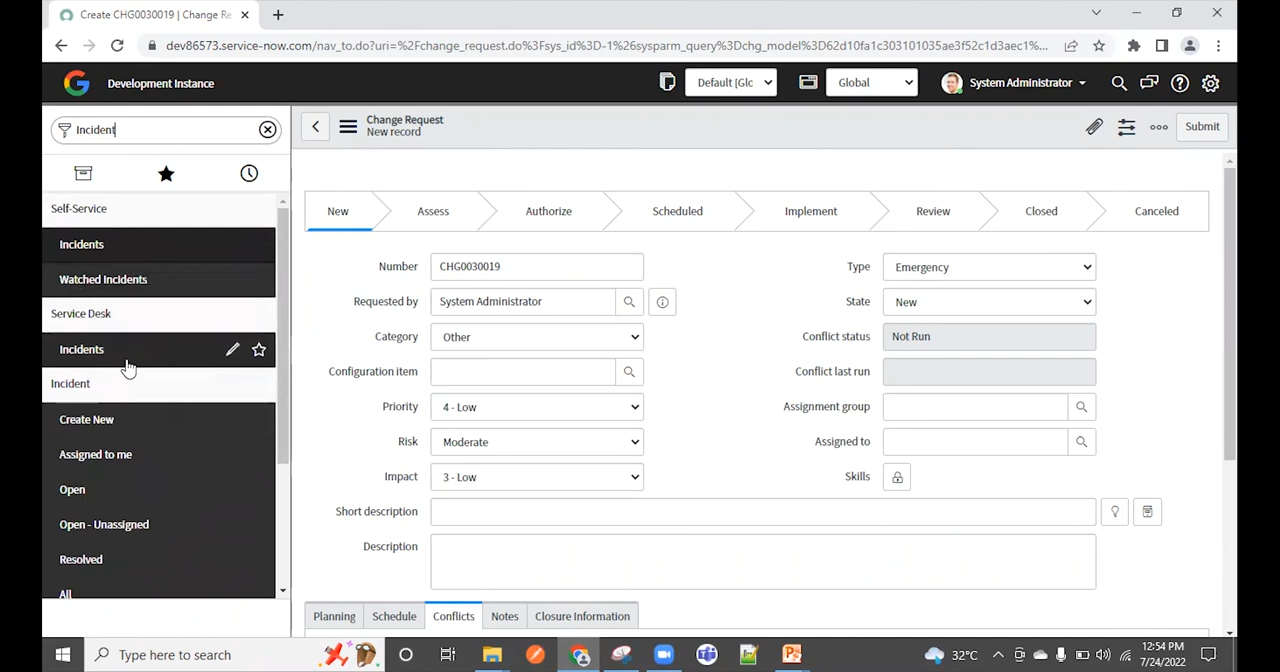 Create CHG0030019 | Change Re
dev86573.service-now.com/nav_to.do?uri=%2Fchange_request.do%3Fsys_id%3D-1%26sysparm_query%3Dchg_model%3D62d10fa1c303101035ae3f52c1d3aec1%...
Development Instance
Default [Glc
Global
System Administrator
Incident
Change Request
New record
Submit
Self-Service
Incidents
Watched Incidents
Service Desk
Incidents
Incident
Create New
Assigned to me
Open
Open - Unassigned
Resolved
All
New
Assess
Authorize
Scheduled
Implement
Review
Closed
Canceled
Number
CHG0030019
Type
Emergency
Requested by
System Administrator
State
New
Category
Other
Conflict status
Not Run
Configuration item
Conflict last run
Priority
4 - Low
Assignment group
Risk
Moderate
Assigned to
Impact
3 - Low
Skills
Short description
Description
Planning
Schedule
Conflicts
Notes
Closure Information
Type here to search
32°C
12:54 PM
7/24/2022